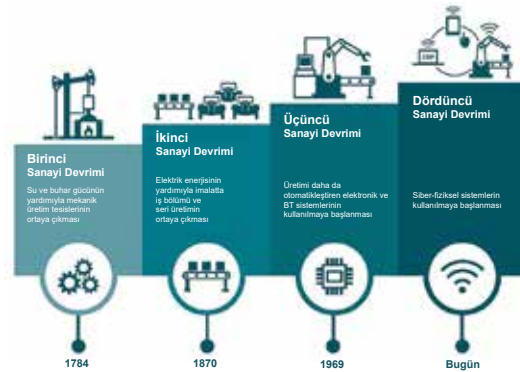 Birinci
Sanayi Devrimi
Su ve buhar gücünün
yardımıyla mekanik
üretim tesislerinin
ortaya çıkması
İkinci
Sanayi Devrimi
Elektrik enerjisinin
yardımıyla imalatta
iş bölümü ve
seri üretimin
ortaya çıkması
Üçüncü
Sanayi Devrimi
Üretimi daha da
otomatikleştiren elektronik ve
BT sistemlerinin
kullanılmaya başlanması
Dördüncü
Sanayi Devrimi
Siber-fiziksel sistemlerin
kullanılmaya başlanması
1784
1870
1969
Bugün